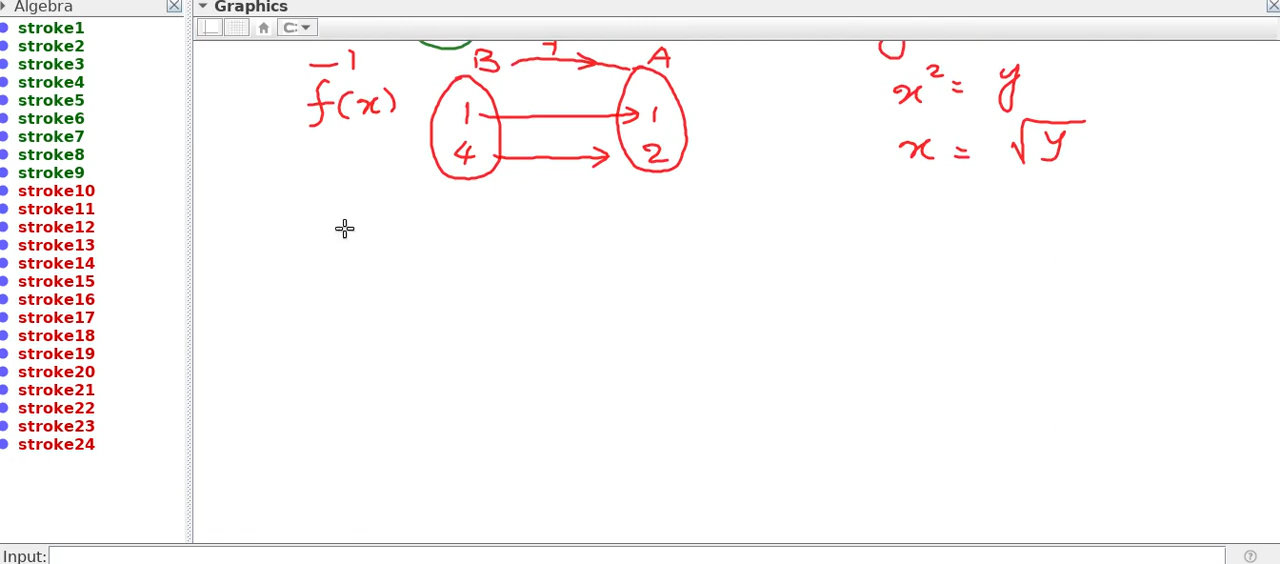 Algebra
Graphics
stroke1
stroke2
stroke3
stroke4
stroke5
stroke6
stroke7
stroke8
stroke9
stroke10
stroke11
stroke12
stroke13
stroke14
stroke15
stroke16
stroke17
stroke18
stroke19
stroke20
stroke21
stroke22
stroke23
stroke24
−1 B A
f(x) 1 1
4 2
x² = y
x = √y
Input: